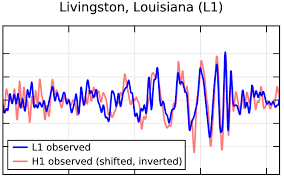 Livingston, Louisiana (L1)
L1 observed
H1 observed (shifted, inverted)